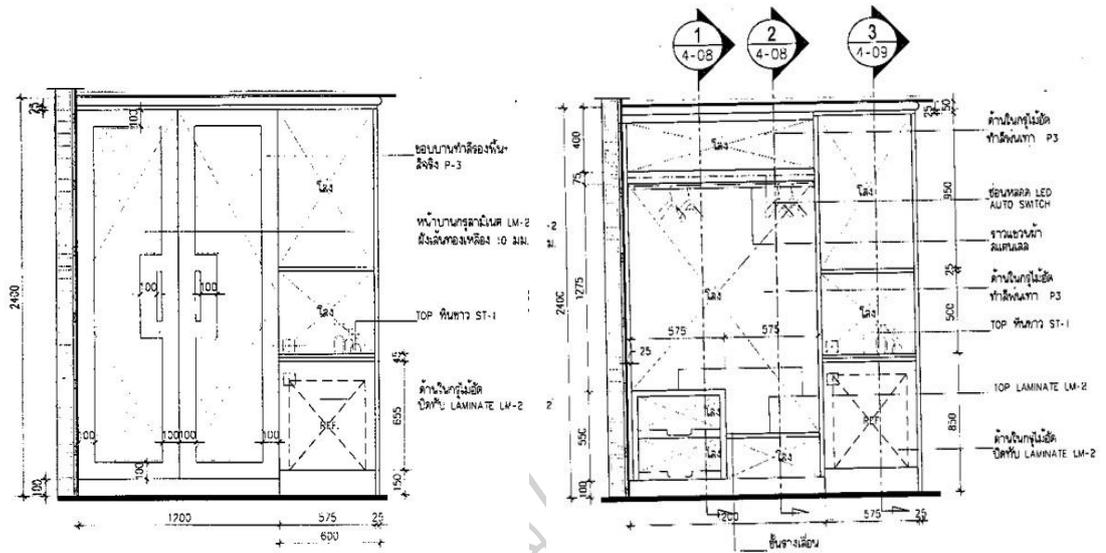 25
100
2400
100
ขอบบานทำสีรองพื้น
สีจริง P-3
โล่ง
หน้าบานกรุลามิเนต LM-2
ฝังเส้นทองเหลือง 10 มม.
100
100
โล่ง
TOP หินขาว ST-1
45
ด้านในกรุไม้อัด
ปิดทับ LAMINATE LM-2
REF.
655
100
100
100
100
100
150
1200
575
25
600
1
4-08
2
4-08
3
4-09
25
50
400
75
2400
1275
550
100
โล่ง
โล่ง
ด้านในกรุไม้อัด
ทำสีพ่นเทา P3
950
ซ่อนหลอด LED
AUTO SWITCH
-2
ม.
ราวแขวนผ้า
สแตนเลส
25
โล่ง
โล่ง
ด้านในกรุไม้อัด
ทำสีพ่นเทา P3
500
575
575
TOP หินขาว ST-1
25
TOP LAMINATE LM-2
2.
โล่ง
REF.
850
โล่ง
โล่ง
ด้านในกรุไม้อัด
ปิดทับ LAMINATE LM-2
1200
575
25
ชั้นรางเลื่อน